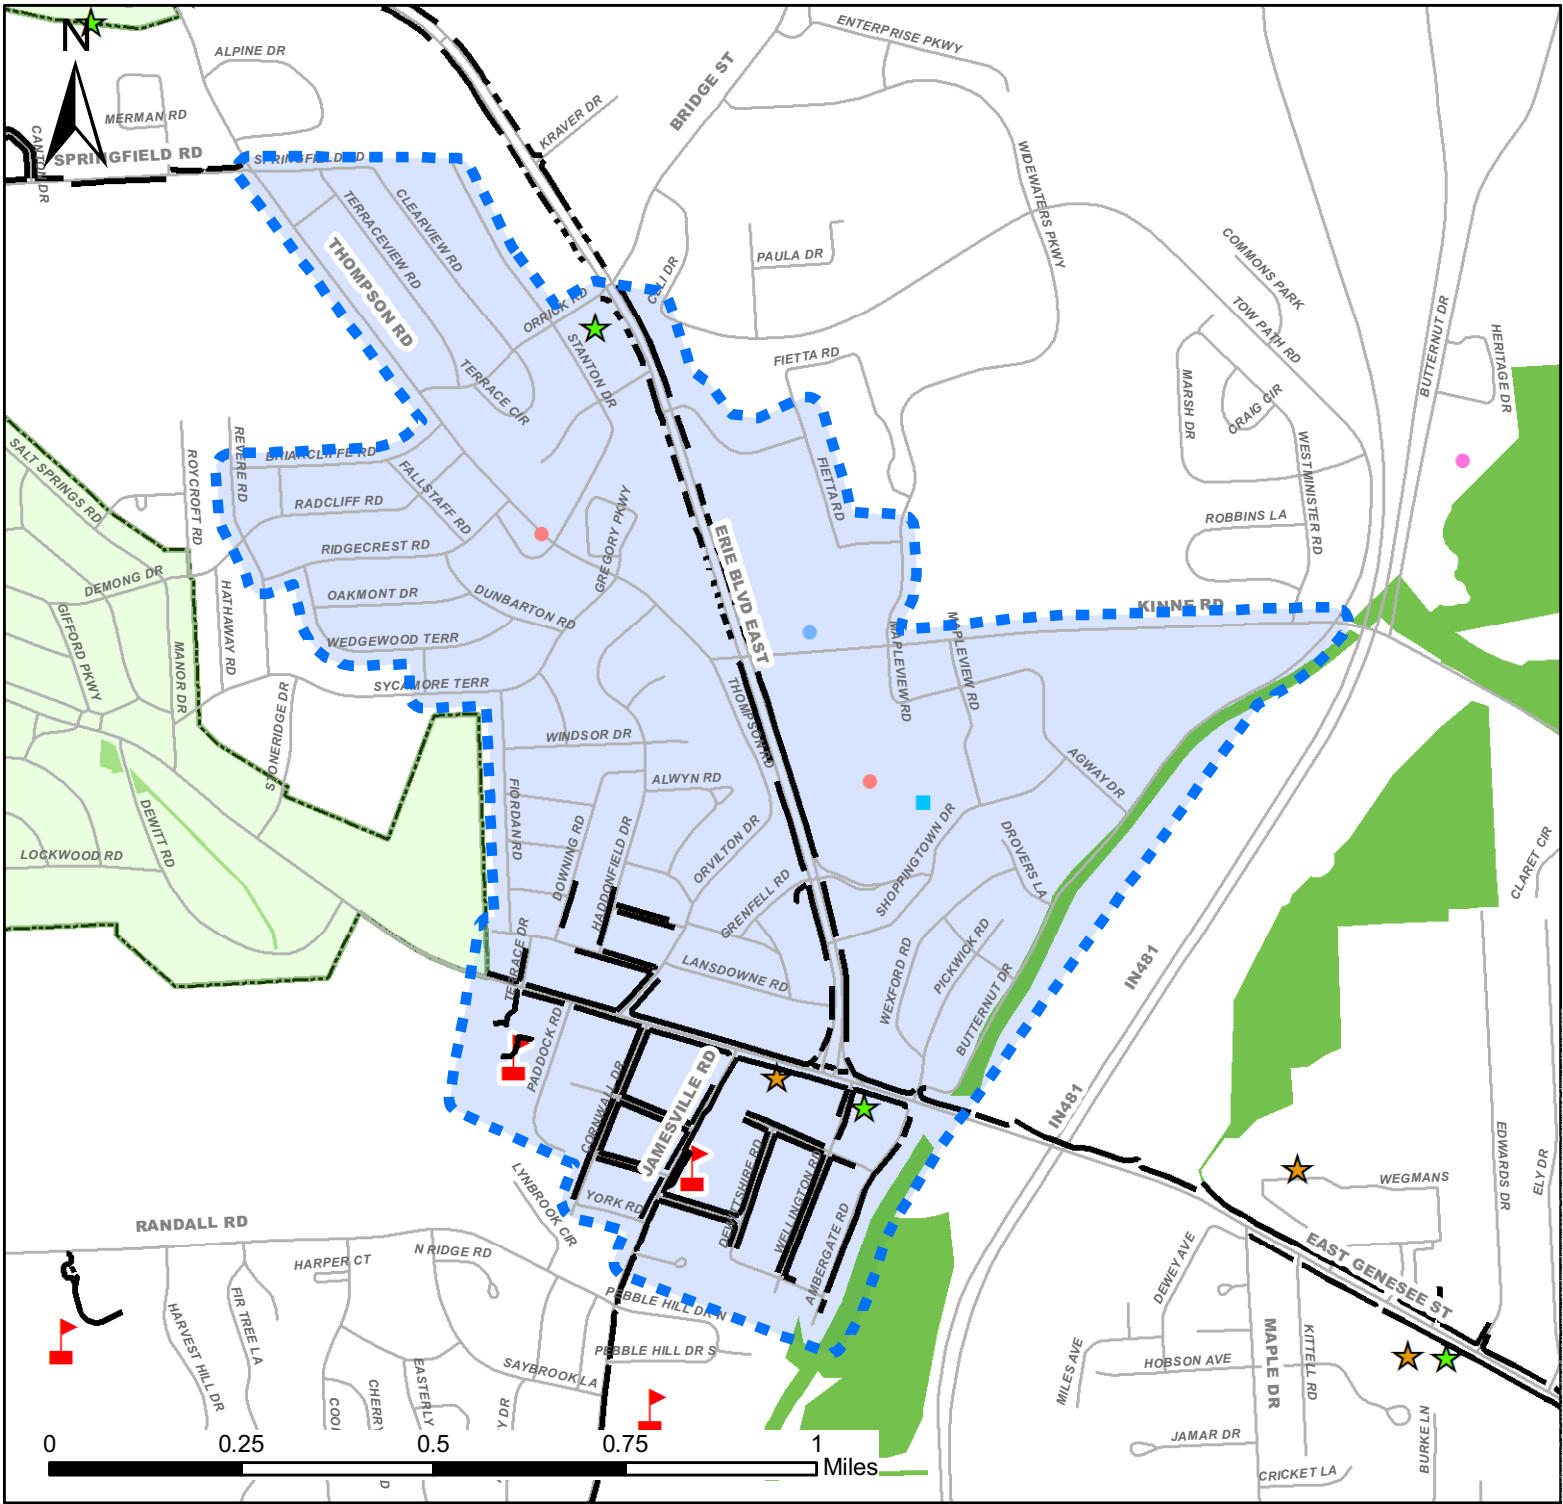 N
ALPINE DR
ENTERPRISE PKWY
BRIDGE ST
MERMAN RD
KRAVER DR
CANTON DR
SPRINGFIELD RD
SPRINGFIELD RD
WIDEWATERS PKWY
TERRACEVIEW RD
CLEARVIEW RD
THOMPSON RD
PAULA DR
CELI DR
COMMONS PARK
TOW PATH RD
BUTTERNUT DR
HERITAGE DR
ORRICK RD
STANTON DR
TERRACE CIR
FIETTA RD
MARSH DR
CRAIG CIR
WESTMINISTER RD
SALT SPRINGS RD
ROYCROFT RD
REVERE RD
BRIARCLIFFE RD
FALLSTAFF RD
RADCLIFF RD
FIETTA RD
ROBBINS LA
RIDGECREST RD
GREGORY PKWY
ERIE BLVD EAST
DEMONG DR
HATHAWAY RD
OAKMONT DR
DUNBARTON RD
KINNE RD
GIFFORD PKWY
MANOR DR
WEDGEWOOD TERR
MAPLEVIEW RD
MAPLEVIEW RD
SYCAMORE TERR
THOMPSON RD
STONERIDGE DR
WINDSOR DR
ALWYN RD
AGWAY DR
FIORDAN RD
DEWITT RD
DOWNING RD
HADDONFIELD DR
ORVILTON DR
SHOPPINGTOWN DR
DROVERS LA
LOCKWOOD RD
GRENFELL RD
CLARET CIR
TERRACE DR
LANSDOWNE RD
WEXFORD RD
PICKWICK RD
BUTTERNUT DR
IN481
PADDOCK RD
CORNWALL DR
JAMESVILLE RD
IN481
DEWITTSHIRE RD
WELLINGTON RD
AMBERGATE RD
LYNBROOK CIR
YORK RD
EDWARDS DR
ELY DR
WEGMANS
RANDALL RD
HARPER CT
N RIDGE RD
DEWEY AVE
EAST GENESEE ST
HARVEST HILL DR
FIR TREE LA
PEBBLE HILL DR N
PEBBLE HILL DR S
SAYBROOK LA
MILES AVE
HOBSON AVE
MAPLE DR
KITTELL RD
EASTERLY
CHERRY
COOL
Y DR
D
JAMAR DR
BURKE LN
CRICKET LA
0 0.25 0.5 0.75 1
Miles